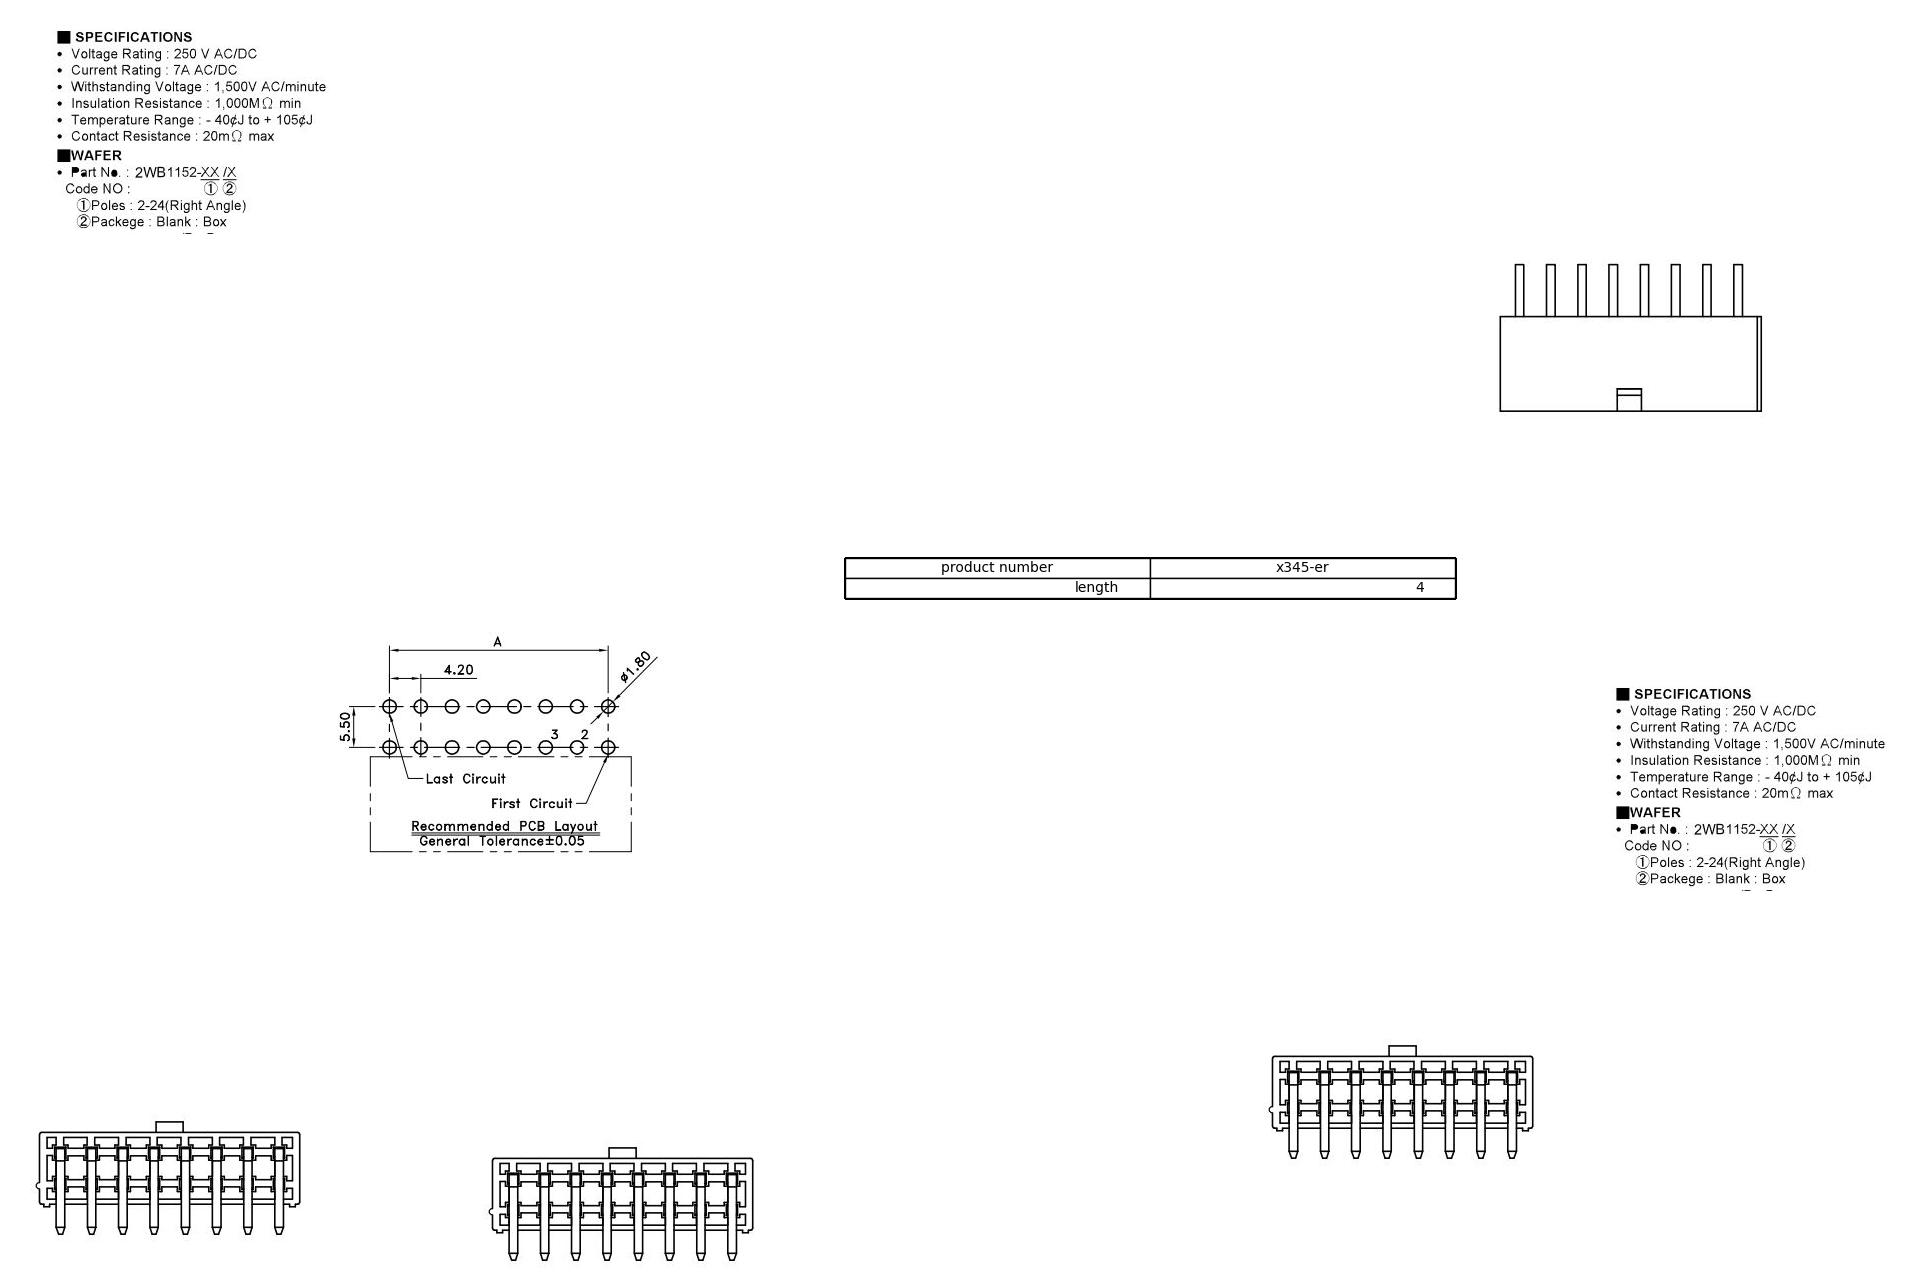 ■ SPECIFICATIONS
• Voltage Rating : 250 V AC/DC
• Current Rating : 7A AC/DC
• Withstanding Voltage : 1,500V AC/minute
• Insulation Resistance : 1,000MΩ min
• Temperature Range : - 40¢J to + 105¢J
• Contact Resistance : 20mΩ max
■WAFER
• Part No. : 2WB1152-XX /X
Code NO : ① ②
①Poles : 2-24(Right Angle)
②Packege : Blank : Box
product number x345-er
length 4
A
4.20
ø1.80
5.50
3 2
Last Circuit
First Circuit
Recommended PCB Layout
General Tolerance±0.05
■ SPECIFICATIONS
• Voltage Rating : 250 V AC/DC
• Current Rating : 7A AC/DC
• Withstanding Voltage : 1,500V AC/minute
• Insulation Resistance : 1,000MΩ min
• Temperature Range : - 40¢J to + 105¢J
• Contact Resistance : 20mΩ max
■WAFER
• Part No. : 2WB1152-XX /X
Code NO : ① ②
①Poles : 2-24(Right Angle)
②Packege : Blank : Box